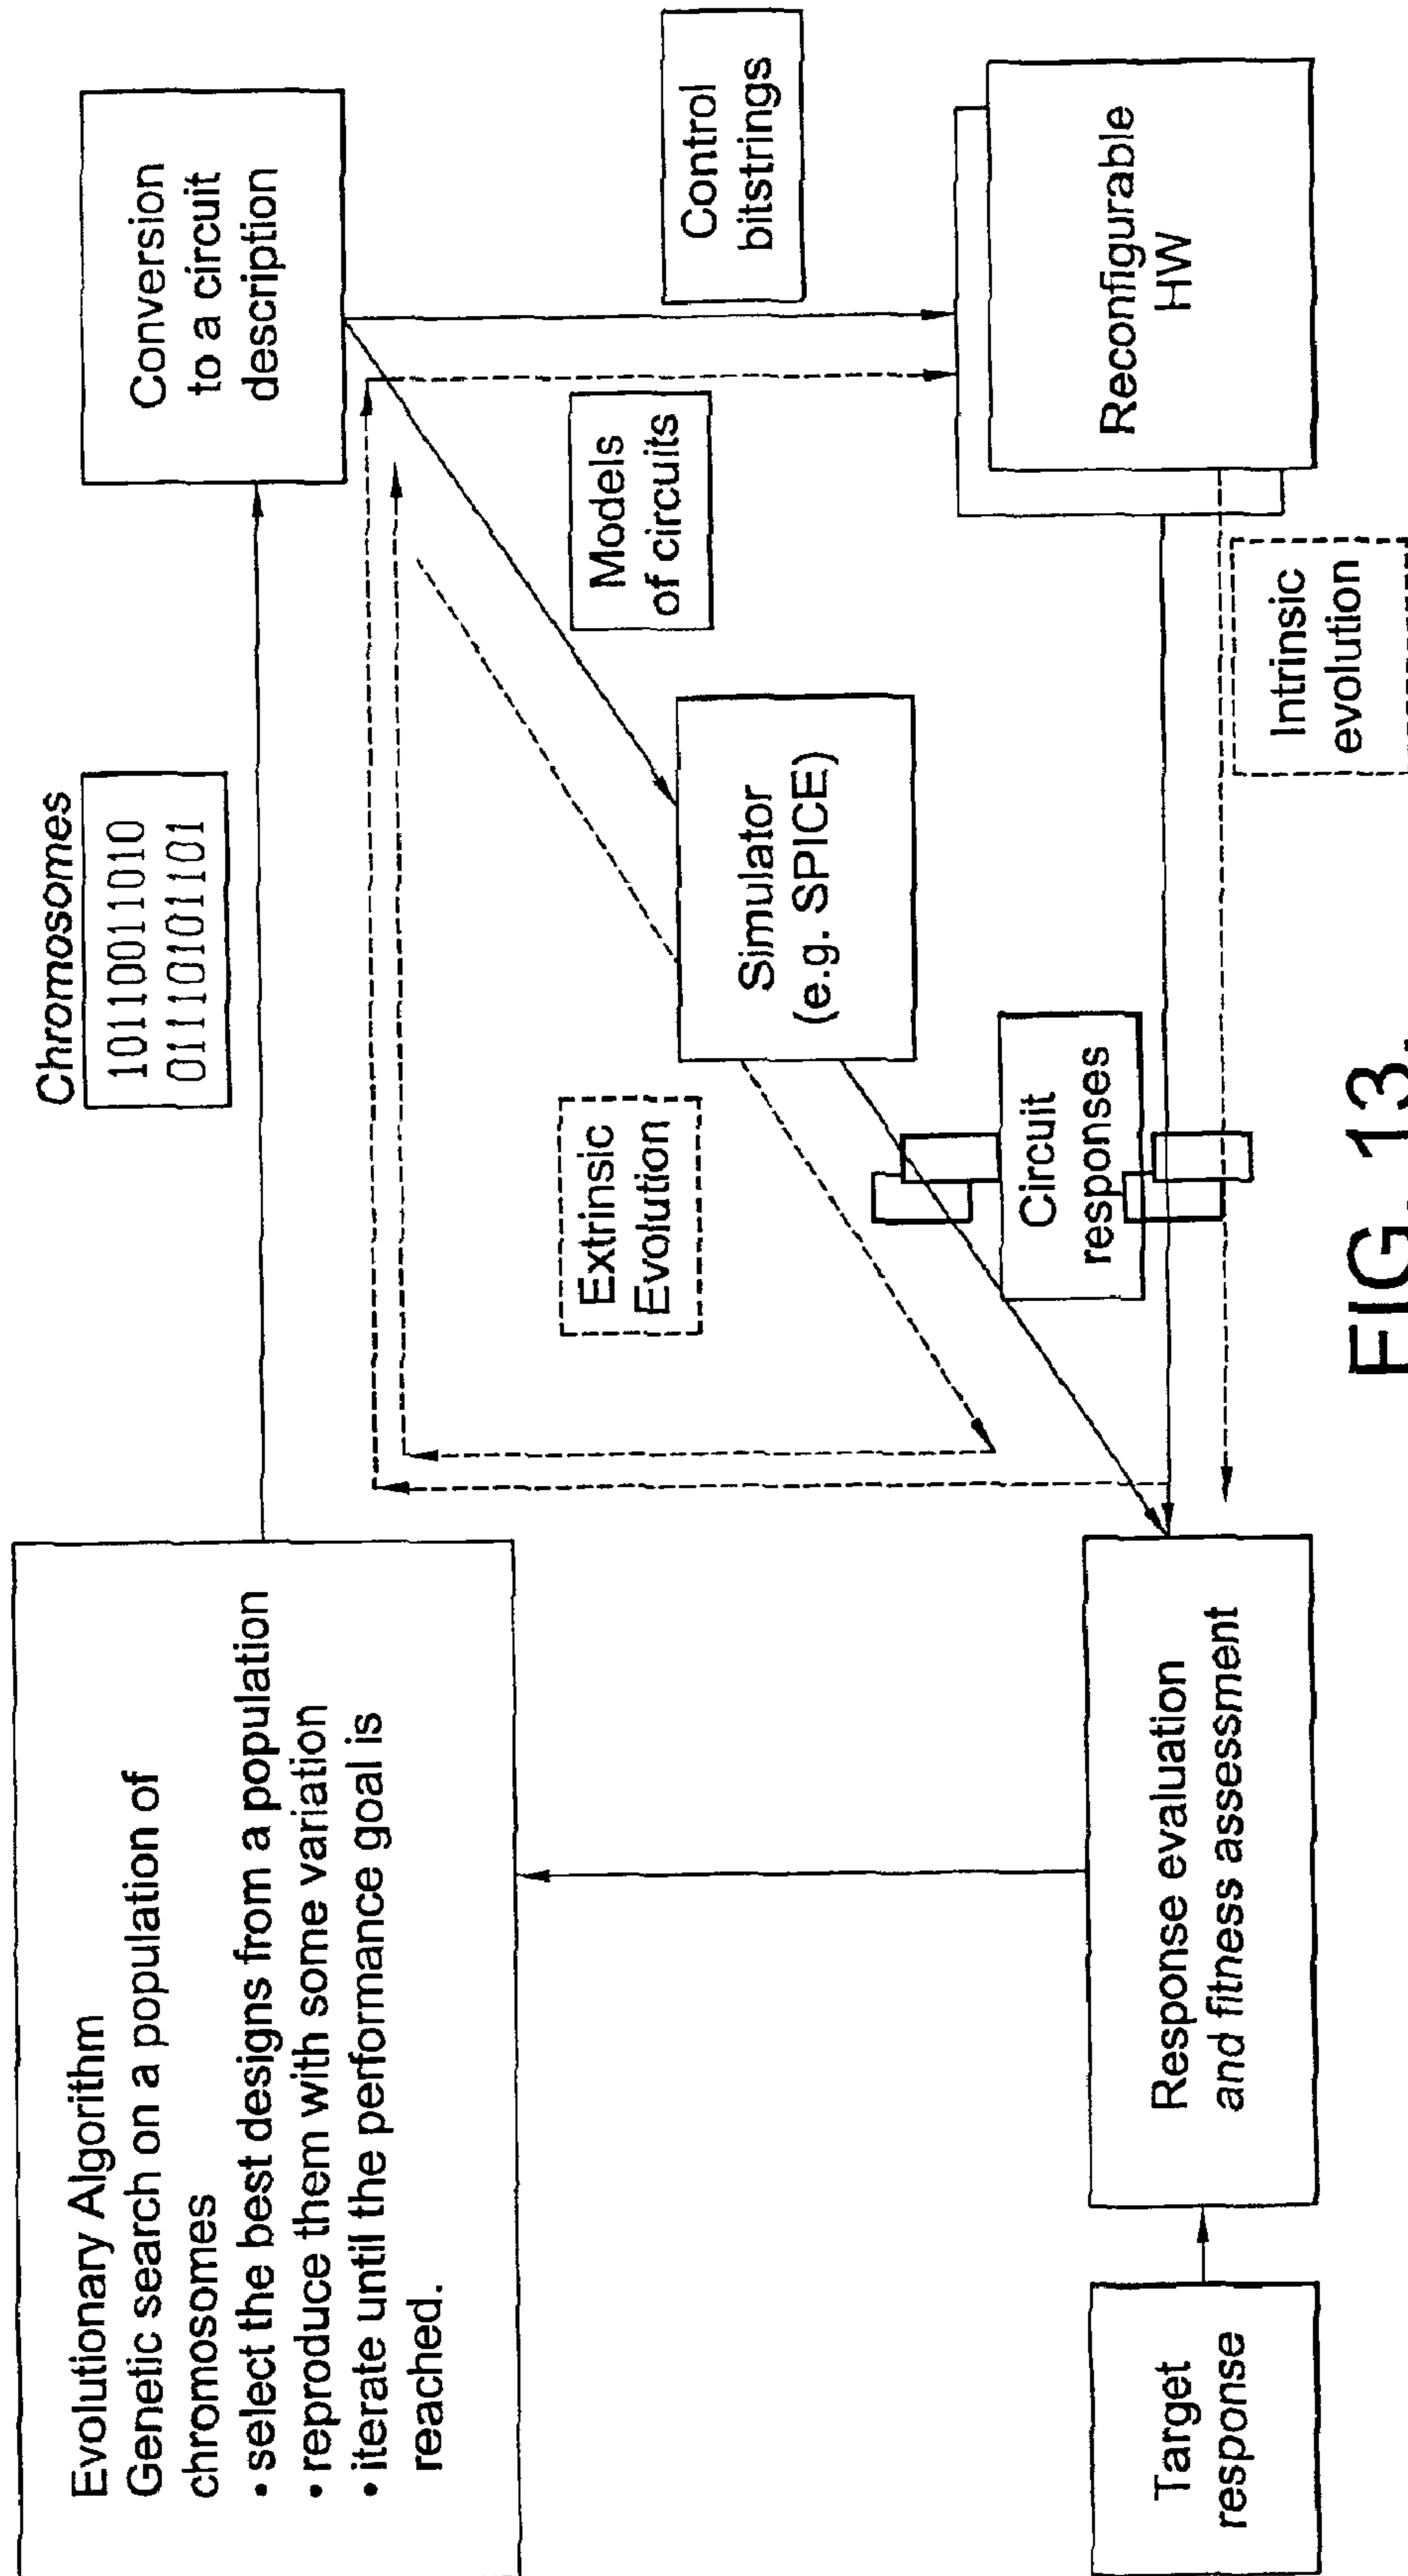 Evolutionary Algorithm
Genetic search on a population of
chromosomes
• select the best designs from a population
• reproduce them with some variation
• iterate until the performance goal is
reached.
Chromosomes
10110011010
01110101101
Conversion
to a circuit
description
Extrinsic
Evolution
Models
of circuits
Control
bitstrings
Simulator
(e.g. SPICE)
Circuit
responses
Target
response
Response evaluation
and fitness assessment
Intrinsic
evolution
Reconfigurable
HW
FIG. 13.